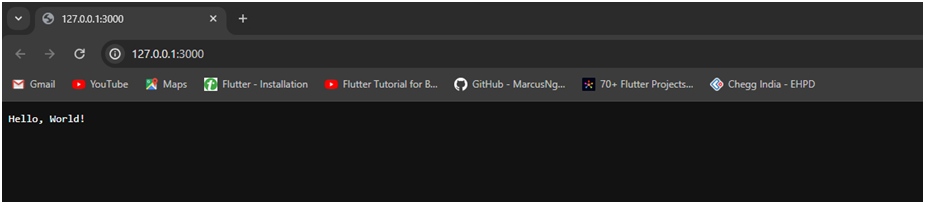 127.0.0.1:3000
127.0.0.1:3000
Gmail YouTube Maps Flutter - Installation Flutter Tutorial for B... GitHub - MarcusNg... 70+ Flutter Projects... Chegg India - EHPD
Hello, World!